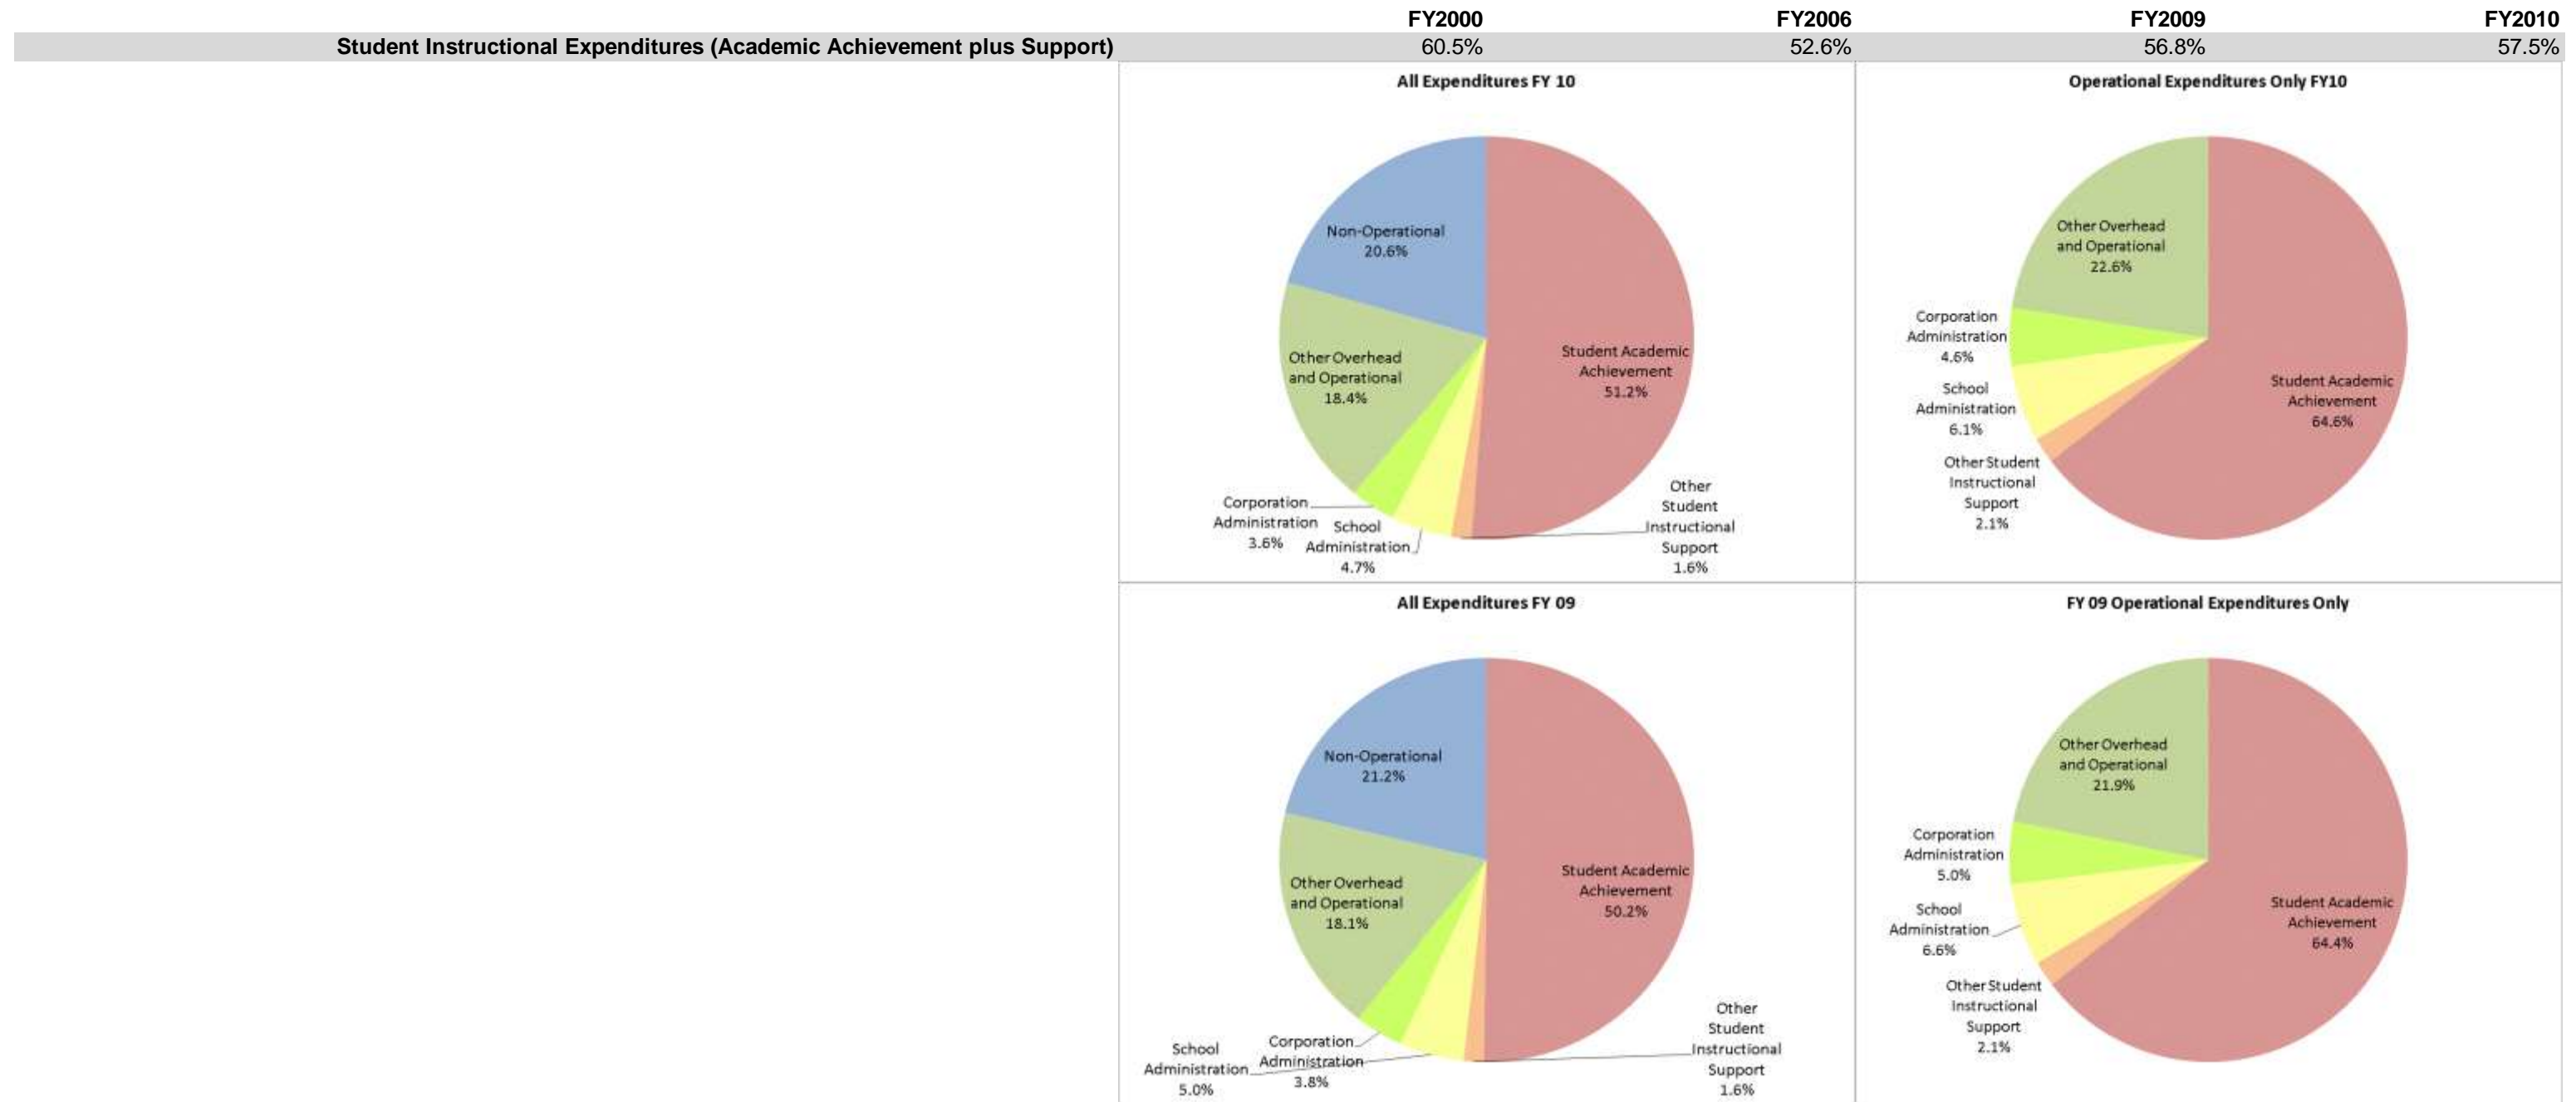 FY2000 FY2006 FY2009 FY2010
Student Instructional Expenditures (Academic Achievement plus Support) 60.5% 52.6% 56.8% 57.5%
All Expenditures FY 10
Non-Operational
20.6%
Other Overhead
and Operational
18.4%
Student Academic
Achievement
51.2%
Corporation
Administration
3.6%
School
Administration
4.7%
Other
Student
Instructional
Support
1.6%
Operational Expenditures Only FY10
Other Overhead
and Operational
22.6%
Corporation
Administration
4.6%
School
Administration
6.1%
Other Student
Instructional
Support
2.1%
Student Academic
Achievement
64.6%
All Expenditures FY 09
Non-Operational
21.2%
Other Overhead
and Operational
18.1%
Student Academic
Achievement
50.2%
School
Administration
5.0%
Corporation
Administration
3.8%
Other
Student
Instructional
Support
1.6%
FY 09 Operational Expenditures Only
Other Overhead
and Operational
21.9%
Corporation
Administration
5.0%
School
Administration
6.6%
Other Student
Instructional
Support
2.1%
Student Academic
Achievement
64.4%